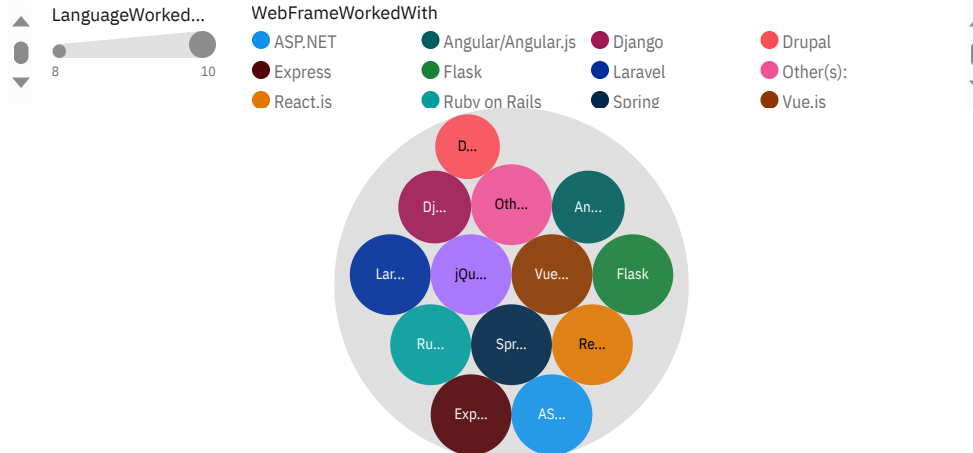 LanguageWorked...
8 10
WebFrameWorkedWith
ASP.NET Angular/Angular.js Django Drupal
Express Flask Laravel Other(s):
React.js Ruby on Rails Spring Vue.js
D...
Dj... Oth... An...
Lar... jQu... Vue... Flask
Ru... Spr... Re...
Exp... AS...